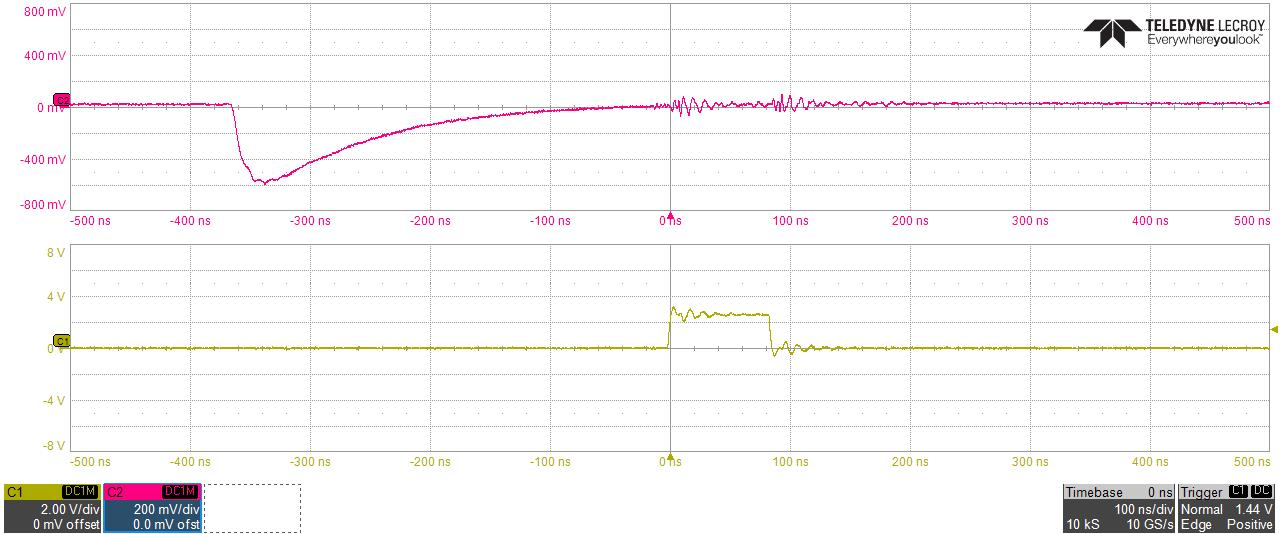 800 mV
TELEDYNE LECROY
Everywhereyoulook™
400 mV
C2
0 mV
-400 mV
-800 mV
-500 ns -400 ns -300 ns -200 ns -100 ns 0 ns 100 ns 200 ns 300 ns 400 ns 500 ns
8 V
4 V
C1
0 V
-4 V
-8 V
-500 ns -400 ns -300 ns -200 ns -100 ns 0 ns 100 ns 200 ns 300 ns 400 ns 500 ns
C1 DC1M C2 DC1M Timebase 0 ns Trigger C1 DC
2.00 V/div 200 mV/div 100 ns/div Normal 1.44 V
0 mV offset 0.0 mV ofst 10 kS 10 GS/s Edge Positive